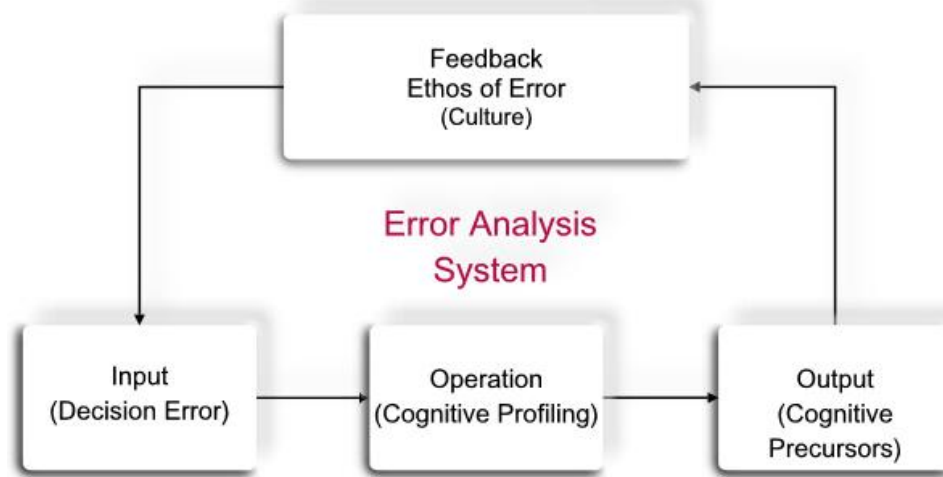 Feedback
Ethos of Error
(Culture)
Error Analysis
System
Input
(Decision Error)
Operation
(Cognitive Profiling)
Output
(Cognitive
Precursors)